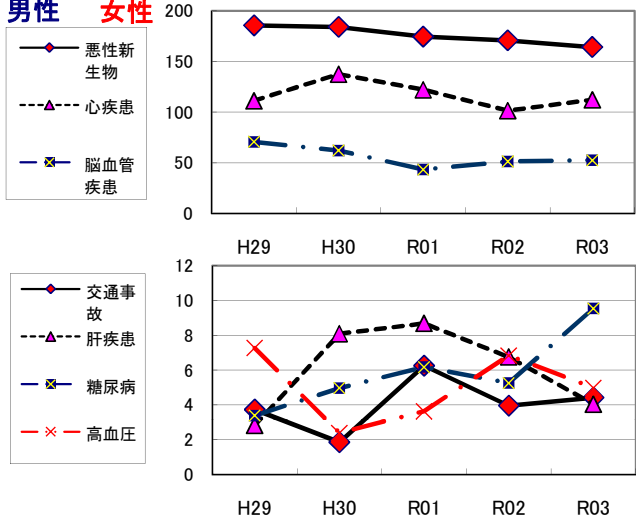 男性 女性
悪性新
生物
心疾患
脳血管
疾患
200
150
100
50
0
H29 H30 R01 R02 R03
交通事
故
肝疾患
糖尿病
高血圧
12
10
8
6
4
2
0
H29 H30 R01 R02 R03